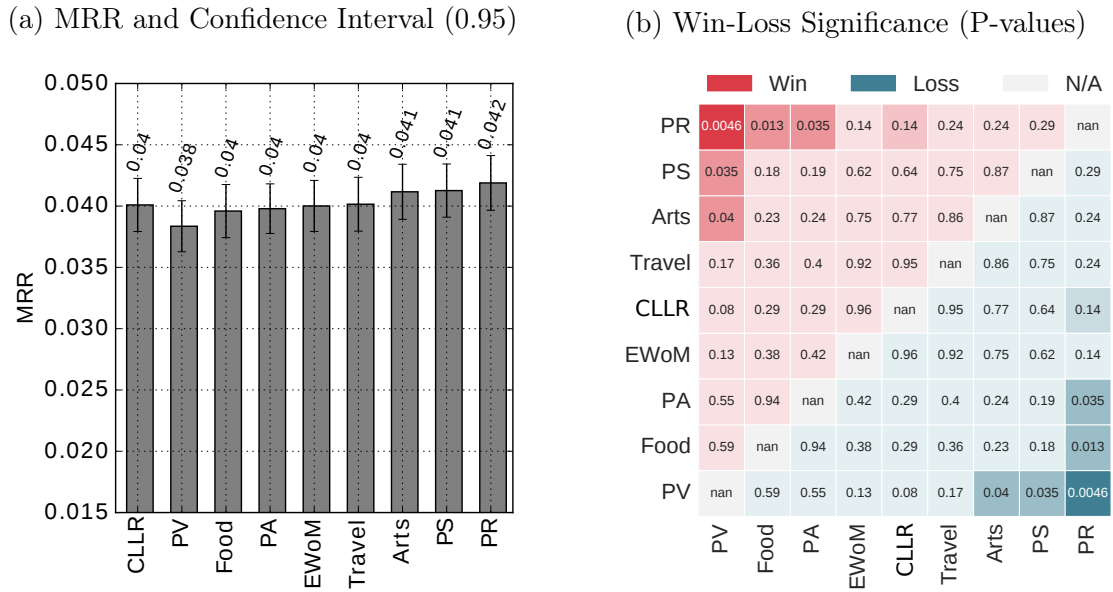 (a) MRR and Confidence Interval (0.95)
MRR
0.050
0.045
0.040
0.035
0.030
0.025
0.020
0.015
0.04 0.038 0.04 0.04 0.04 0.04 0.041 0.041 0.042
CLLR PV Food PA EWoM Travel Arts PS PR
(b) Win-Loss Significance (P-values)
Win Loss N/A
PR 0.0046 0.013 0.035 0.14 0.14 0.24 0.24 0.29 nan
PS 0.035 0.18 0.19 0.62 0.64 0.75 0.87 nan 0.29
Arts 0.04 0.23 0.24 0.75 0.77 0.86 nan 0.87 0.24
Travel 0.17 0.36 0.4 0.92 0.95 nan 0.86 0.75 0.24
CLLR 0.08 0.29 0.29 0.96 nan 0.95 0.77 0.64 0.14
EWoM 0.13 0.38 0.42 nan 0.96 0.92 0.75 0.62 0.14
PA 0.55 0.94 nan 0.42 0.29 0.4 0.24 0.19 0.035
Food 0.59 nan 0.94 0.38 0.29 0.36 0.23 0.18 0.013
PV nan 0.59 0.55 0.13 0.08 0.17 0.04 0.035 0.0046
PV Food PA EWoM CLLR Travel Arts PS PR